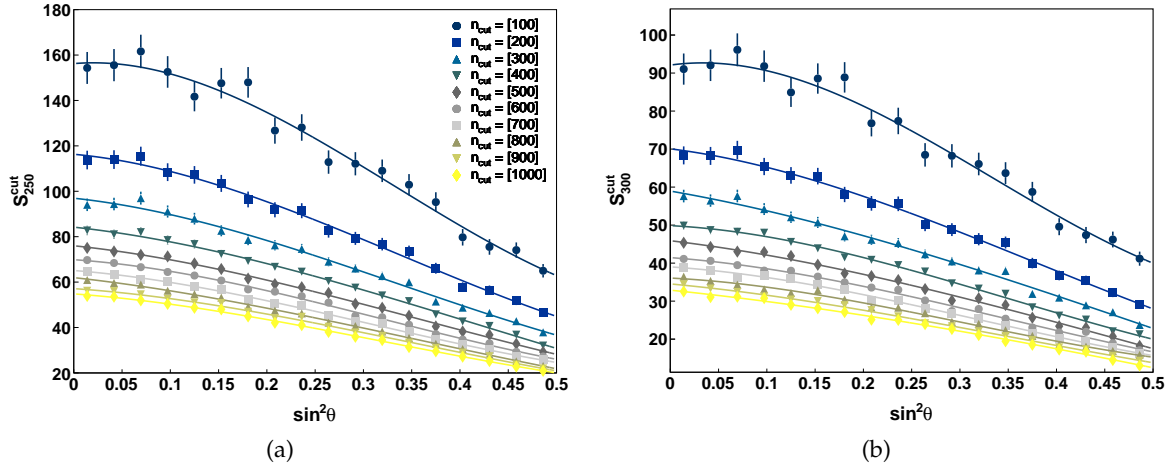 180
160
140
120
100
80
60
40
20
S^cut_250
0 0.05 0.1 0.15 0.2 0.25 0.3 0.35 0.4 0.45 0.5
sin²θ
n_cut = [100]
n_cut = [200]
n_cut = [300]
n_cut = [400]
n_cut = [500]
n_cut = [600]
n_cut = [700]
n_cut = [800]
n_cut = [900]
n_cut = [1000]
(a)
100
90
80
70
60
50
40
30
20
S^cut_300
0 0.05 0.1 0.15 0.2 0.25 0.3 0.35 0.4 0.45 0.5
sin²θ
(b)